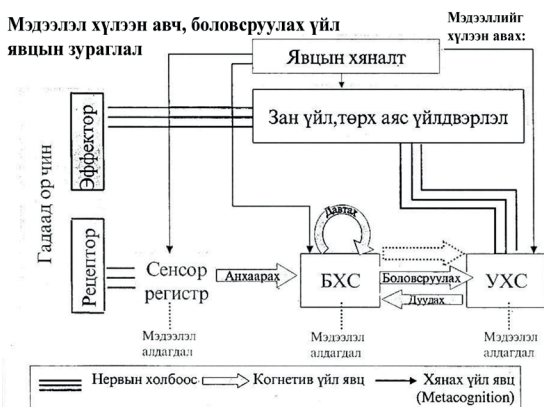 Мэдээлэл хүлээн авч, боловсруулах үйл
явцын зураглал
Мэдээллийг
хүлээн авах:
Явцын хяналт
Зан үйл,төрх аяс үйлдвэрлэл
Гадаад орчин
Эффектор
Рецептор
Сенсор
регистр
Анхаарах
Давтах
БХС
Боловсруулах
Дуудах
УХС
Мэдээлэл
алдагдал
Мэдээлэл
алдагдал
Мэдээлэл
алдагдал
Нервын холбоос
Когнетив үйл явц
Хянах үйл явц
(Metacognition)